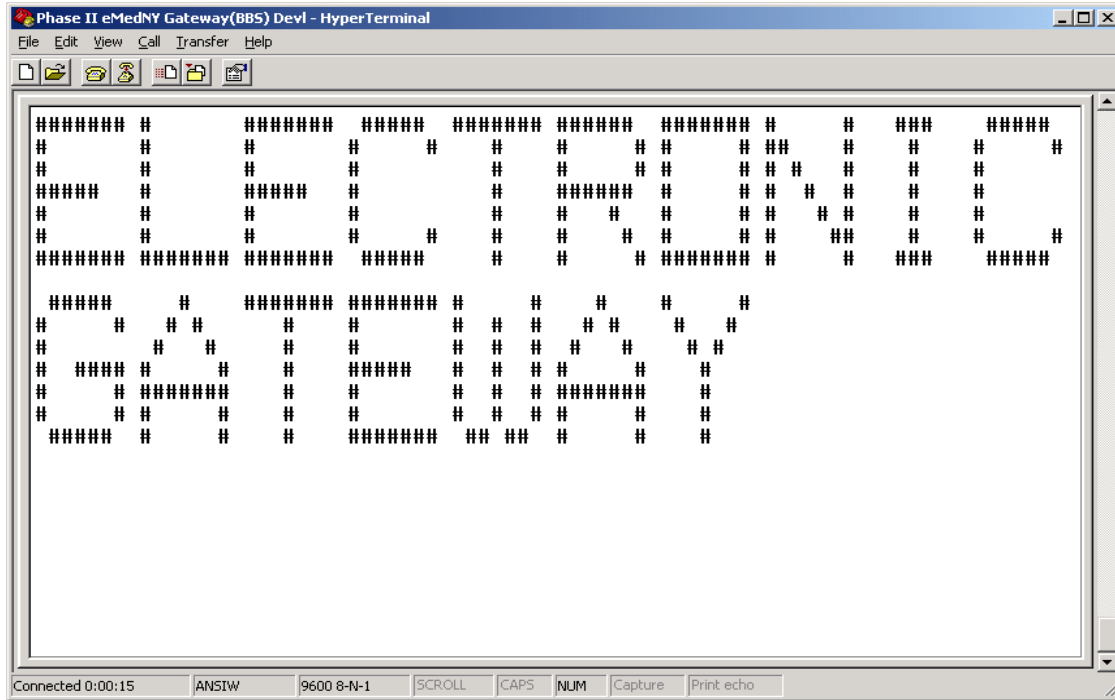 Phase II eMedNY Gateway(BBS) Devl - HyperTerminal
File Edit View Call Transfer Help
ELECTRONIC
GATEWAY
Connected 0:00:15 ANSIW 9600 8-N-1 SCROLL CAPS NUM Capture Print echo